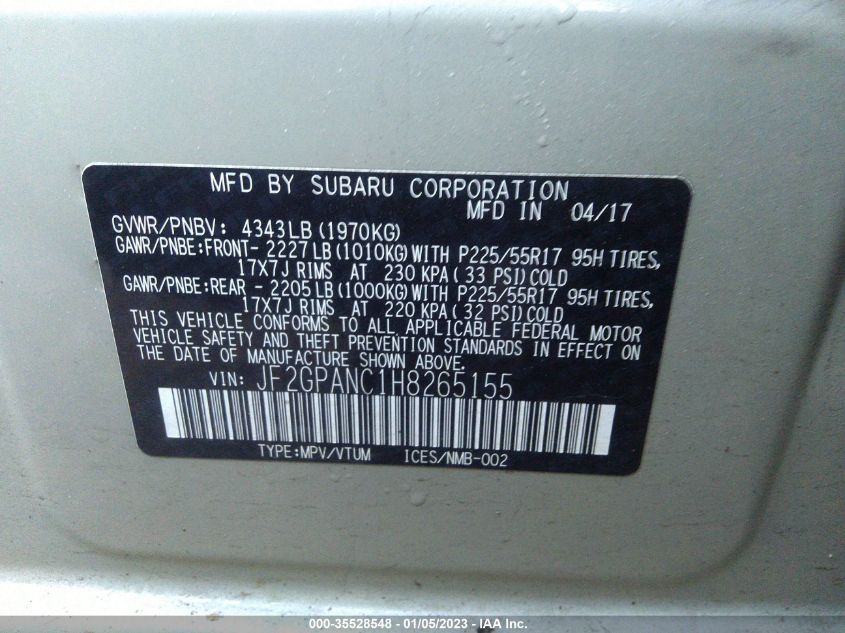 MFD BY SUBARU CORPORATION
MFD IN 04/17
GVWR/PNBV: 4343LB (1970KG)
GAWR/PNBE:FRONT- 2227LB(1010KG)WITH P225/55R17 95H TIRES,
17X7J RIMS AT 230 KPA( 33 PSI)COLD
GAWR/PNBE:REAR - 2205LB(1000KG)WITH P225/55R17 95H TIRES,
17X7J RIMS AT 220 KPA( 32 PSI)COLD
THIS VEHICLE CONFORMS TO ALL APPLICABLE FEDERAL MOTOR
VEHICLE SAFETY AND THEFT PREVENTION STANDARDS IN EFFECT ON
THE DATE OF MANUFACTURE SHOWN ABOVE.
VIN: JF2GPANC1H8265155
TYPE:MPV/VTUM ICES/NMB-002
000-35528548 - 01/05/2023 - IAA Inc.